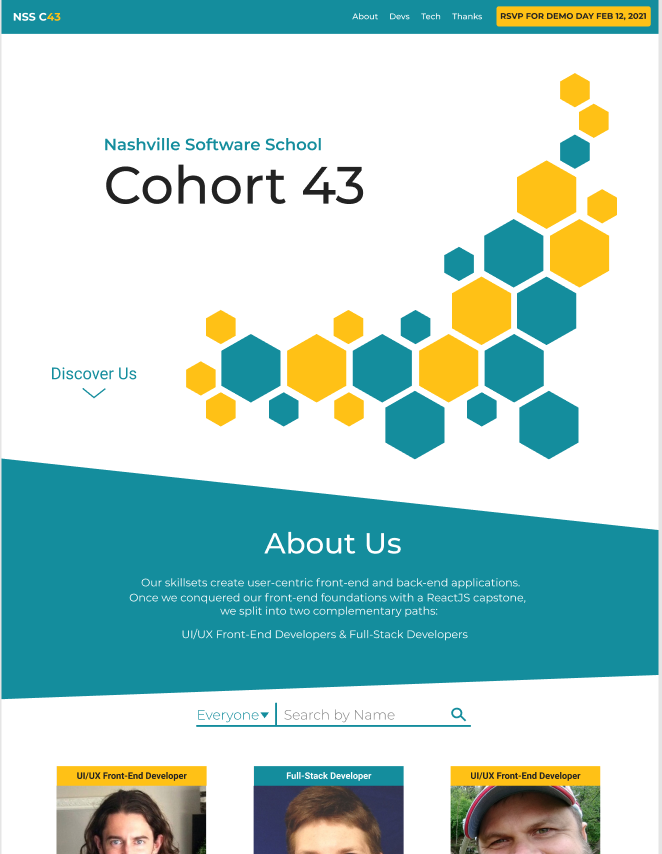 NSS C43
About Devs Tech Thanks
RSVP FOR DEMO DAY FEB 12, 2021
Nashville Software School
Cohort 43
Discover Us
About Us
Our skillsets create user-centric front-end and back-end applications.
Once we conquered our front-end foundations with a ReactJS capstone,
we split into two complementary paths:
UI/UX Front-End Developers & Full-Stack Developers
Everyone
Search by Name
UI/UX Front-End Developer
Full-Stack Developer
UI/UX Front-End Developer